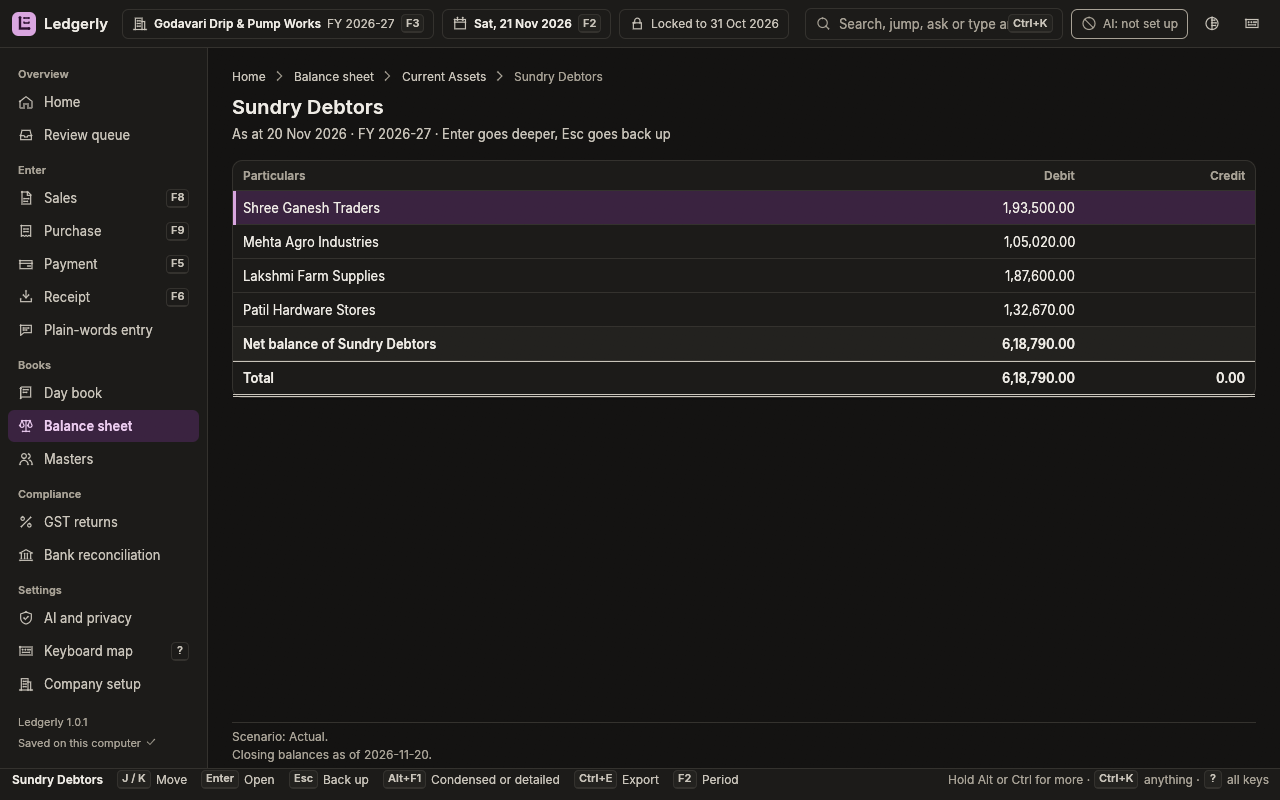 Ledgerly
Godavari Drip & Pump Works FY 2026-27 F3
Sat, 21 Nov 2026 F2
Locked to 31 Oct 2026
Search, jump, ask or type a Ctrl+K
AI: not set up
Overview
Home
Review queue
Enter
Sales F8
Purchase F9
Payment F5
Receipt F6
Plain-words entry
Books
Day book
Balance sheet
Masters
Compliance
GST returns
Bank reconciliation
Settings
AI and privacy
Keyboard map ?
Company setup
Ledgerly 1.0.1
Saved on this computer
Home > Balance sheet > Current Assets > Sundry Debtors
Sundry Debtors
As at 20 Nov 2026 · FY 2026-27 · Enter goes deeper, Esc goes back up
Particulars Debit Credit
Shree Ganesh Traders 1,93,500.00
Mehta Agro Industries 1,05,020.00
Lakshmi Farm Supplies 1,87,600.00
Patil Hardware Stores 1,32,670.00
Net balance of Sundry Debtors 6,18,790.00
Total 6,18,790.00 0.00
Scenario: Actual.
Closing balances as of 2026-11-20.
Sundry Debtors J / K Move Enter Open Esc Back up Alt+F1 Condensed or detailed Ctrl+E Export F2 Period Hold Alt or Ctrl for more · Ctrl+K anything · ? all keys